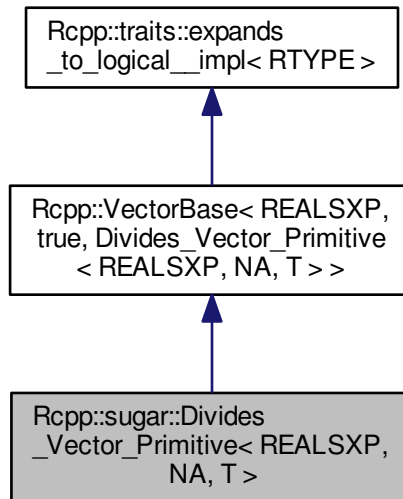 Rcpp::traits::expands
_to_logical__impl< RTYPE >
Rcpp::VectorBase< REALSXP,
true, Divides_Vector_Primitive
< REALSXP, NA, T > >
Rcpp::sugar::Divides
_Vector_Primitive< REALSXP,
NA, T >